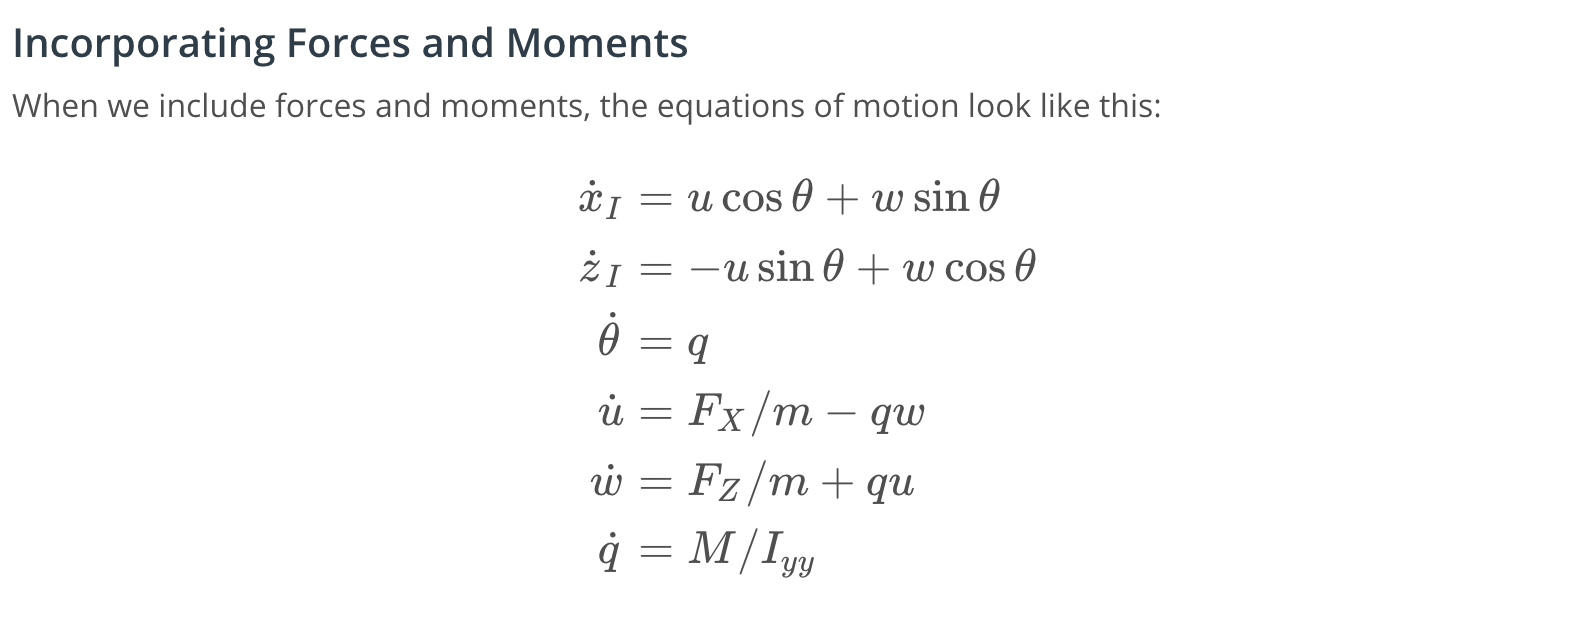 Incorporating Forces and Moments
When we include forces and moments, the equations of motion look like this:
ẋ_I = u cos θ + w sin θ
ż_I = −u sin θ + w cos θ
θ̇ = q
u̇ = F_X/m − qw
ẇ = F_Z/m + qu
q̇ = M/I_yy